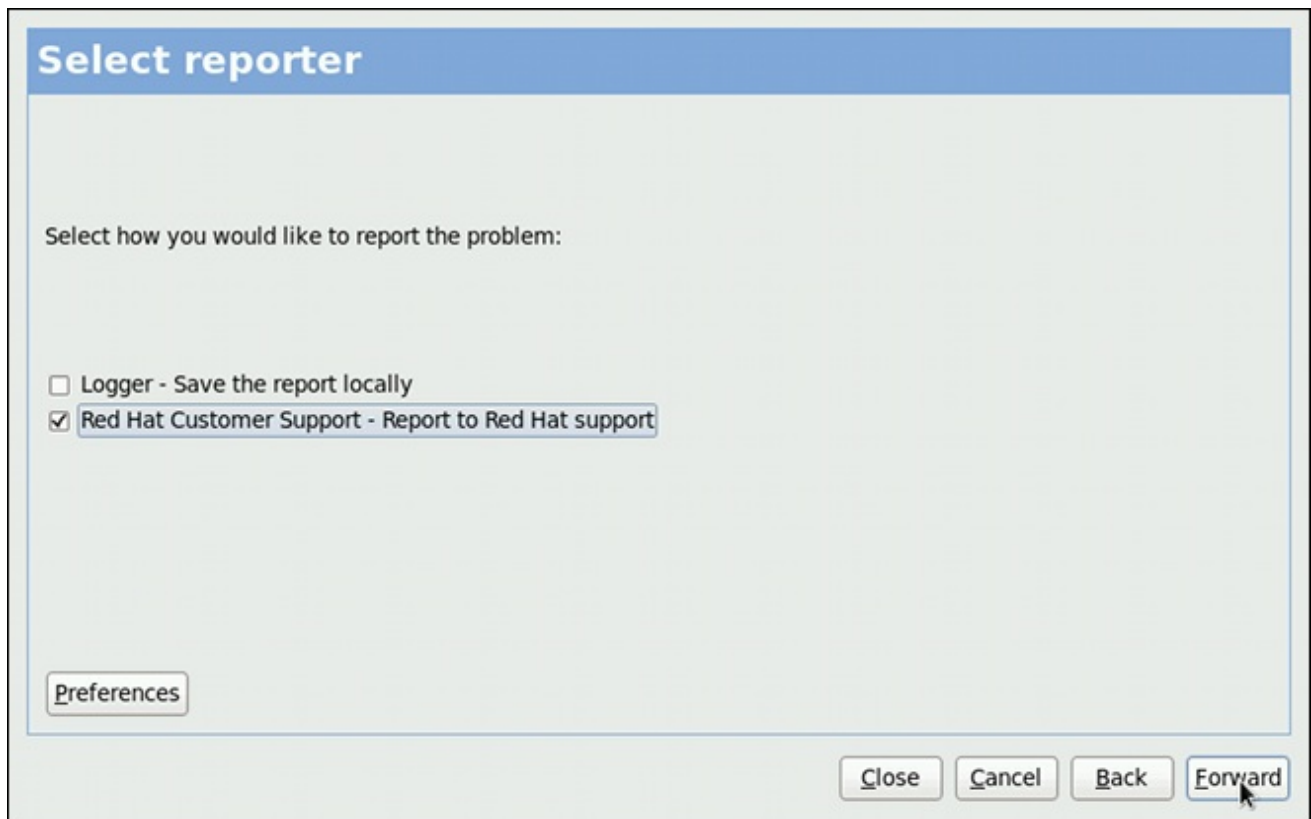 Select reporter
Select how you would like to report the problem:
Logger - Save the report locally
Red Hat Customer Support - Report to Red Hat support
Preferences
Close Cancel Back Forward